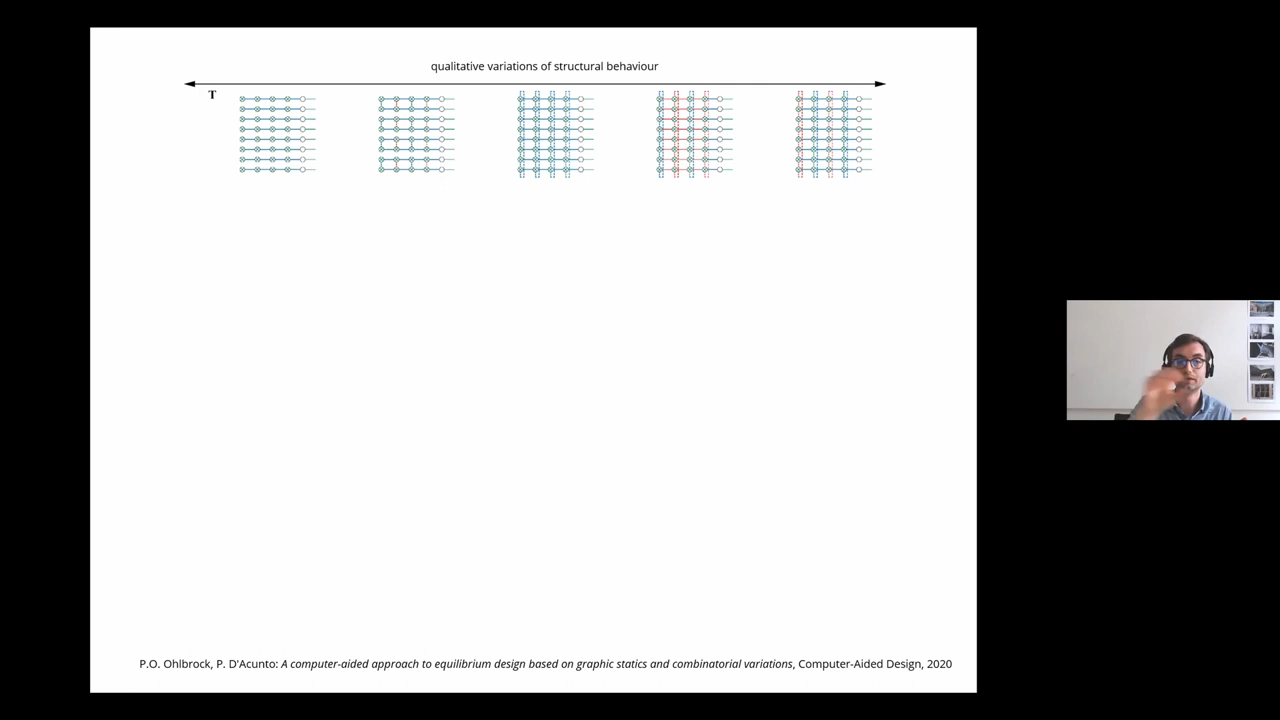 qualitative variations of structural behaviour
T
P.O. Ohlbrock, P. D'Acunto: A computer-aided approach to equilibrium design based on graphic statics and combinatorial variations, Computer-Aided Design, 2020